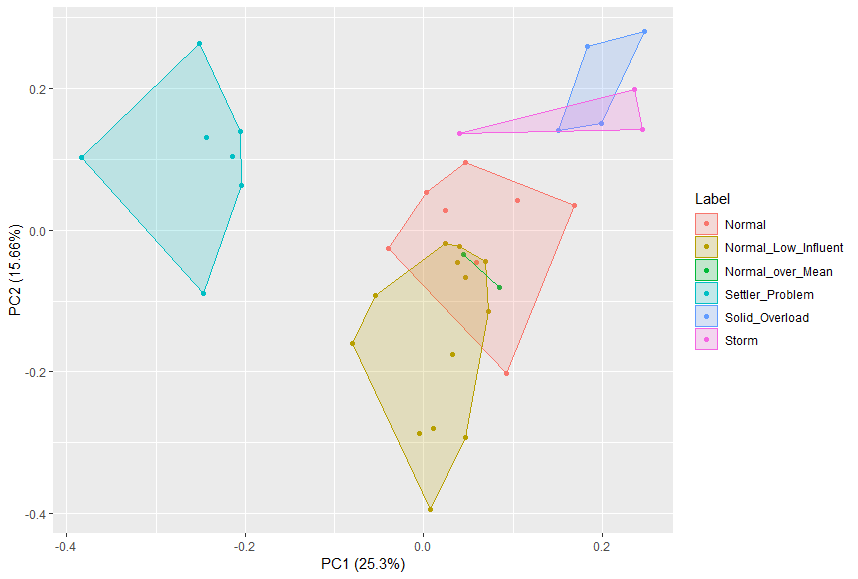 0.2
0.0
-0.2
-0.4
PC2 (15.66%)
-0.4
-0.2
0.0
0.2
PC1 (25.3%)
Label
Normal
Normal_Low_Influent
Normal_over_Mean
Settler_Problem
Solid_Overload
Storm